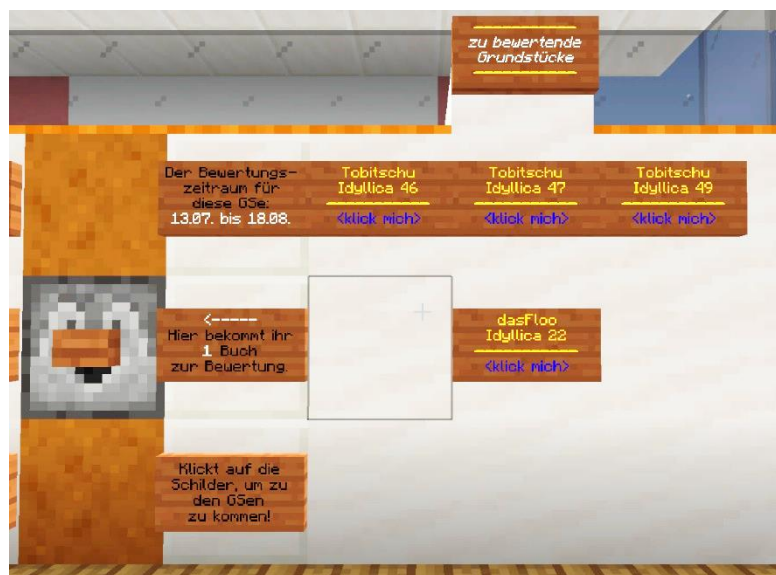 zu bewertende
Grundstücke
Der Bewertungs-
zeitraum für
diese GSe:
13.07. bis 18.08.
Tobitschu
Idyllica 46
<klick mich>
Tobitschu
Idyllica 47
<klick mich>
Tobitschu
Idyllica 49
<klick mich>
<-----
Hier bekommt ihr
1 Buch
zur Bewertung.
dasFloo
Idyllica 22
<klick mich>
Klickt auf die
Schilder, um zu
den GSen
zu kommen!